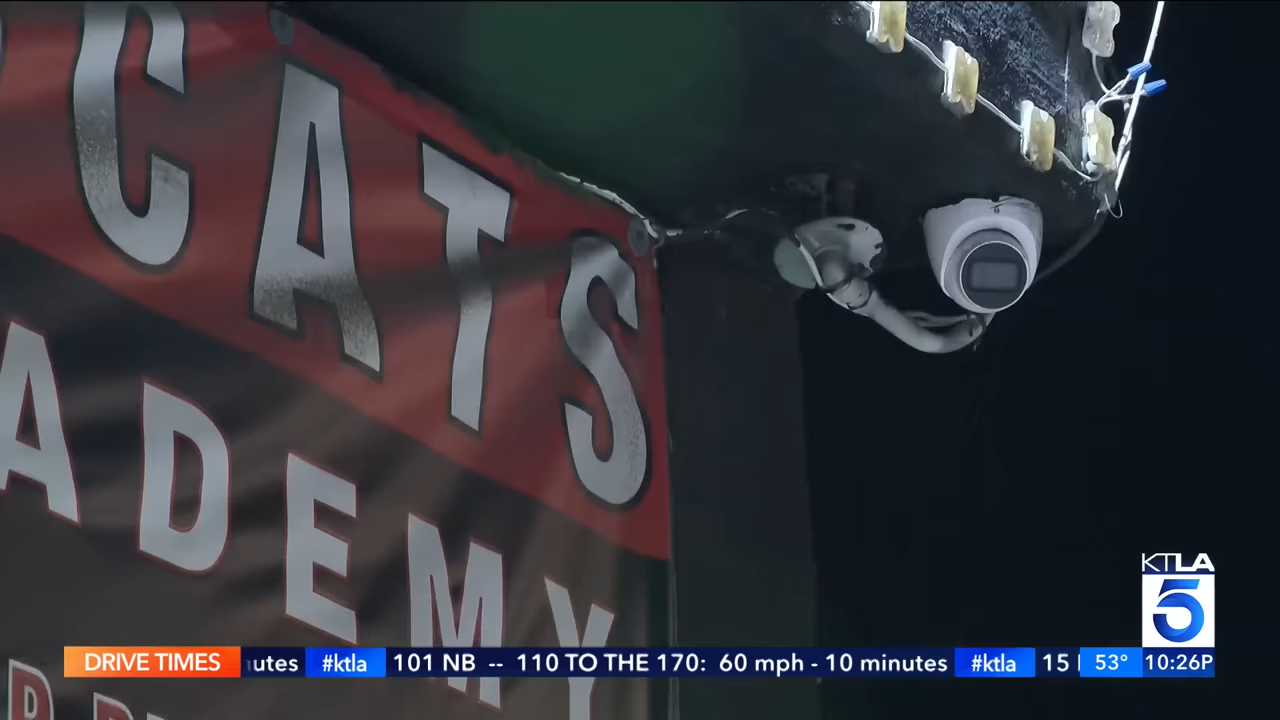 CATS
ADEMY
KTLA
5
DRIVE TIMES
utes #ktla 101 NB -- 110 TO THE 170: 60 mph - 10 minutes #ktla 15
53° 10:26P